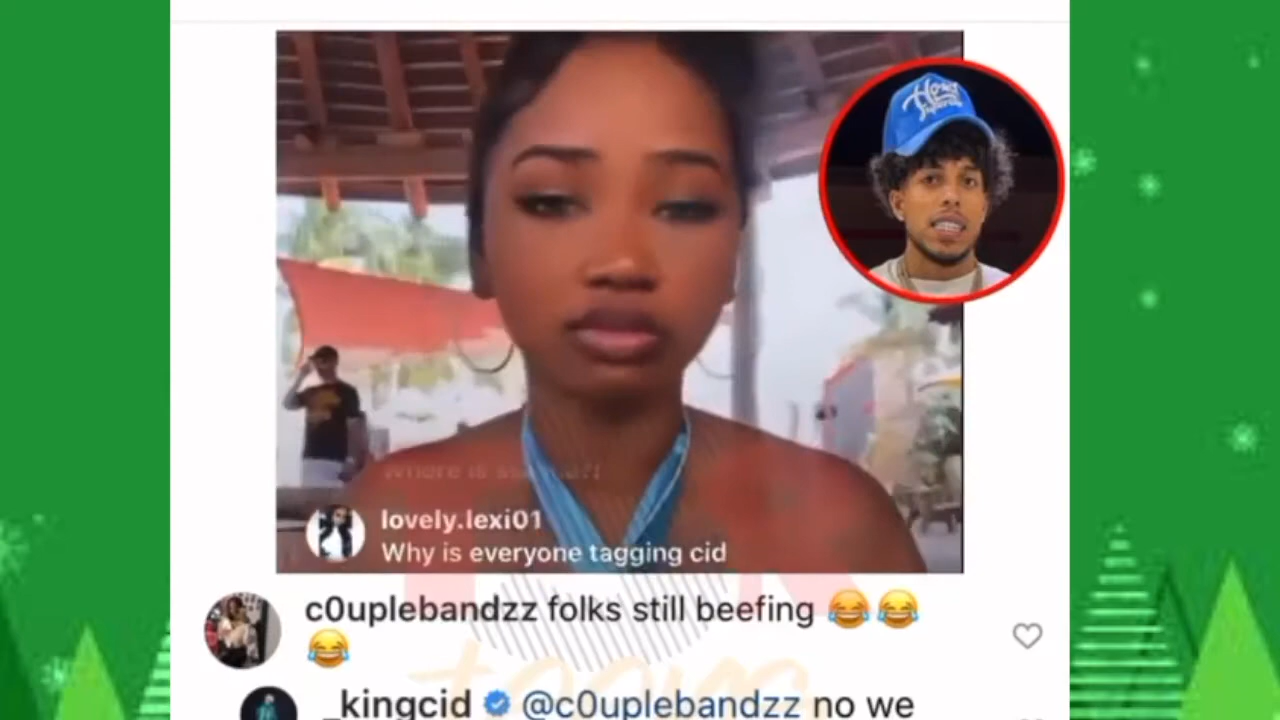 lovely.lexi01
Why is everyone tagging cid
c0uplebandzz folks still beefing 😂😂
😂
_kingcid @c0uplebandzz no we